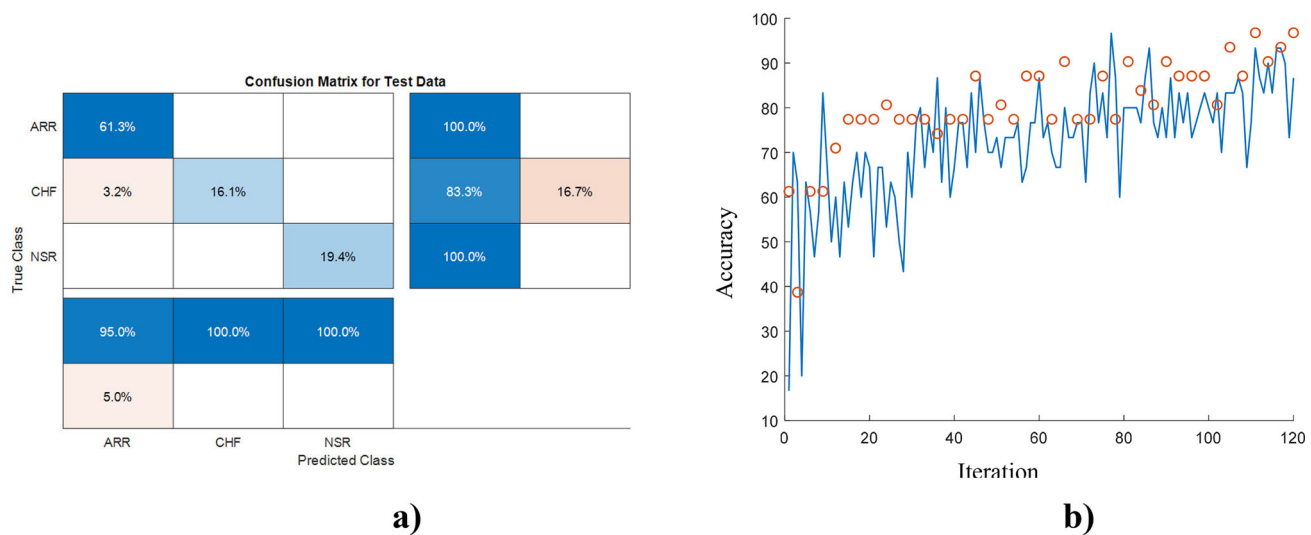 Confusion Matrix for Test Data
True Class
ARR 61.3% 100.0%
CHF 3.2% 16.1% 83.3% 16.7%
NSR 19.4% 100.0%
95.0% 100.0% 100.0%
5.0%
ARR CHF NSR
Predicted Class
a)
Accuracy
100
90
80
70
60
50
40
30
20
10
0 20 40 60 80 100 120
Iteration
b)